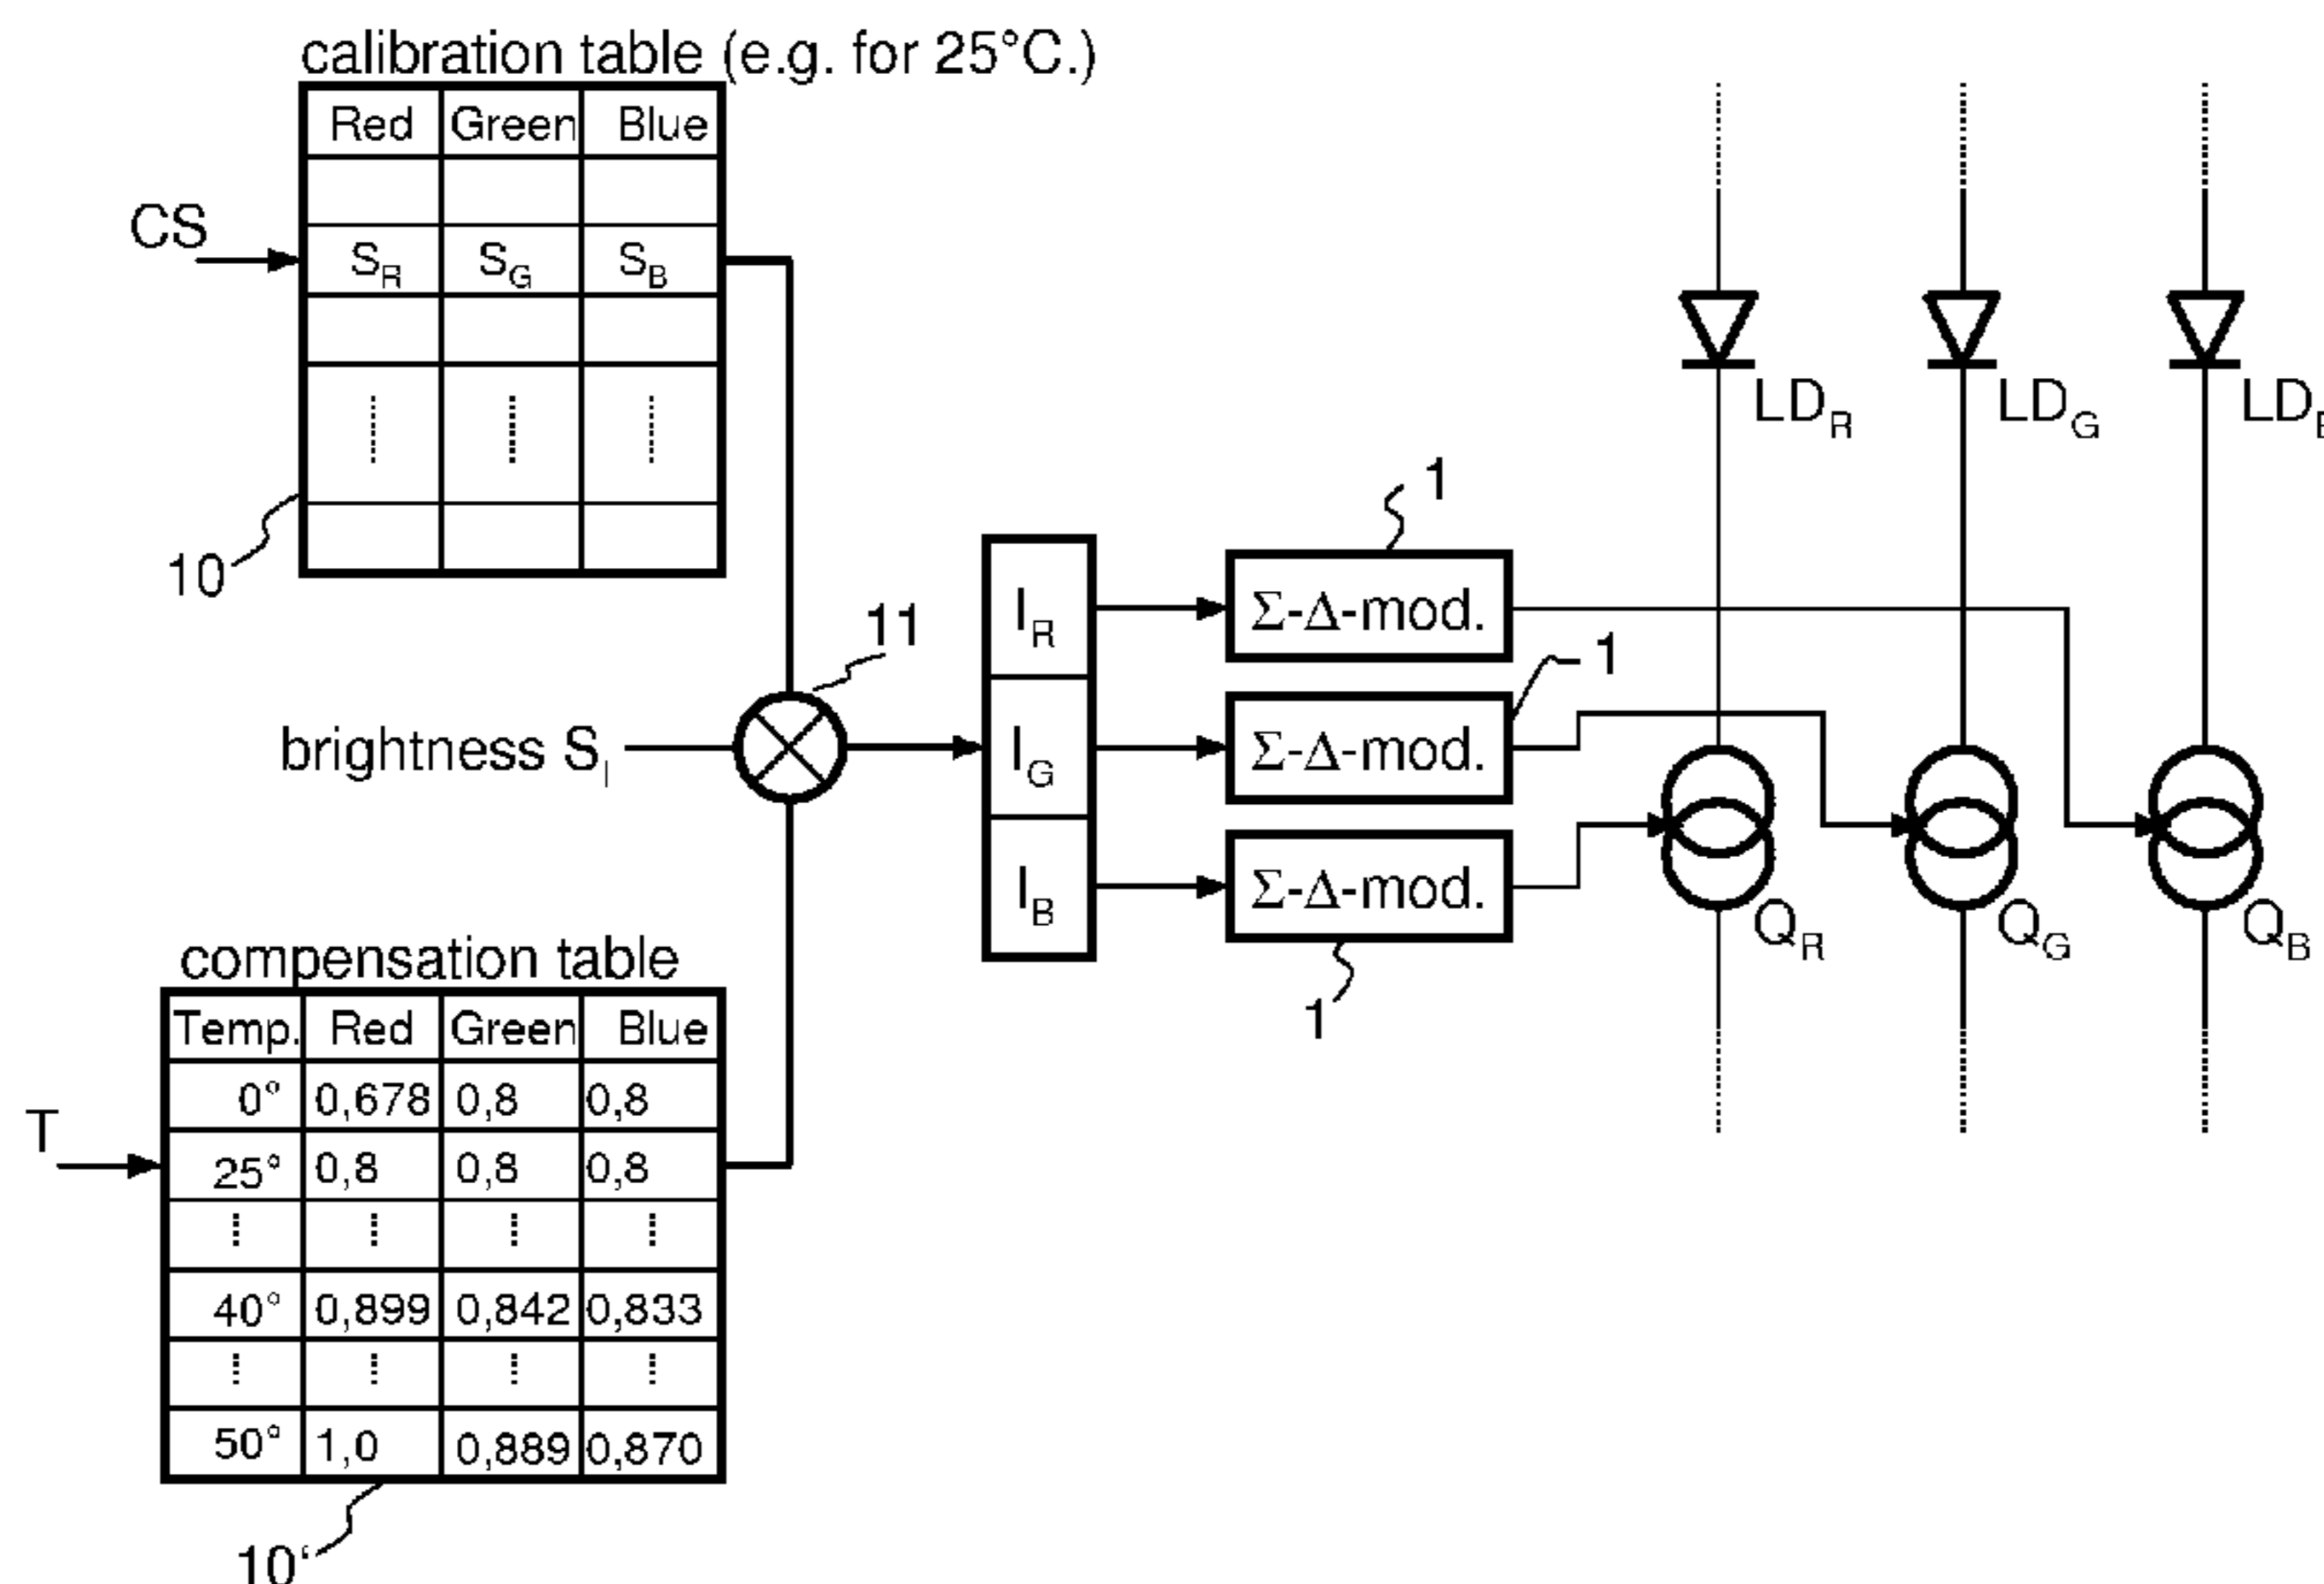 calibration table (e.g. for 25°C.)
Red Green Blue
CS
S_R S_G S_B
10
11
brightness S_I
I_R
I_G
I_B
1
Σ-Δ-mod.
1
Σ-Δ-mod.
Σ-Δ-mod.
1
LD_R
LD_G
LD_B
Q_R
Q_G
Q_B
compensation table
Temp. Red Green Blue
0° 0,678 0,8 0,8
T
25° 0,8 0,8 0,8
40° 0,899 0,842 0,833
50° 1,0 0,889 0,870
10‘